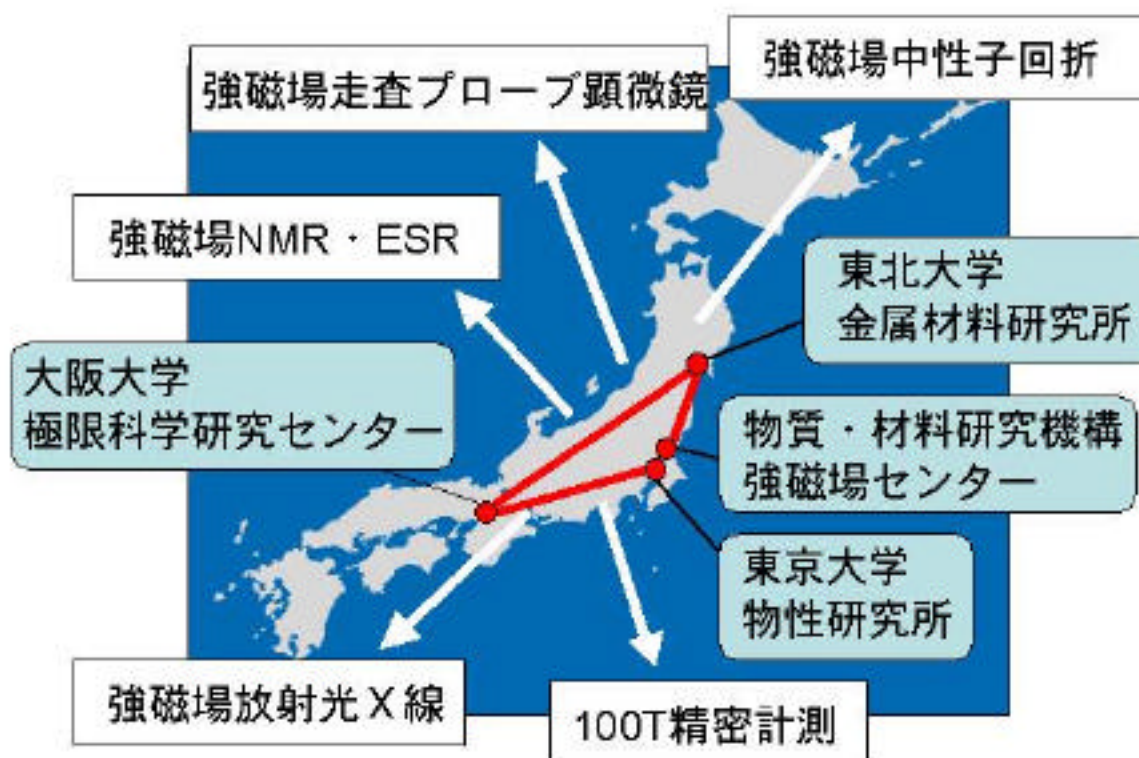 強磁場中性子回折
強磁場走査プローブ顕微鏡
強磁場NMR・ESR
東北大学
金属材料研究所
大阪大学
極限科学研究センター
物質・材料研究機構
強磁場センター
東京大学
物性研究所
強磁場放射光X線
100T精密計測